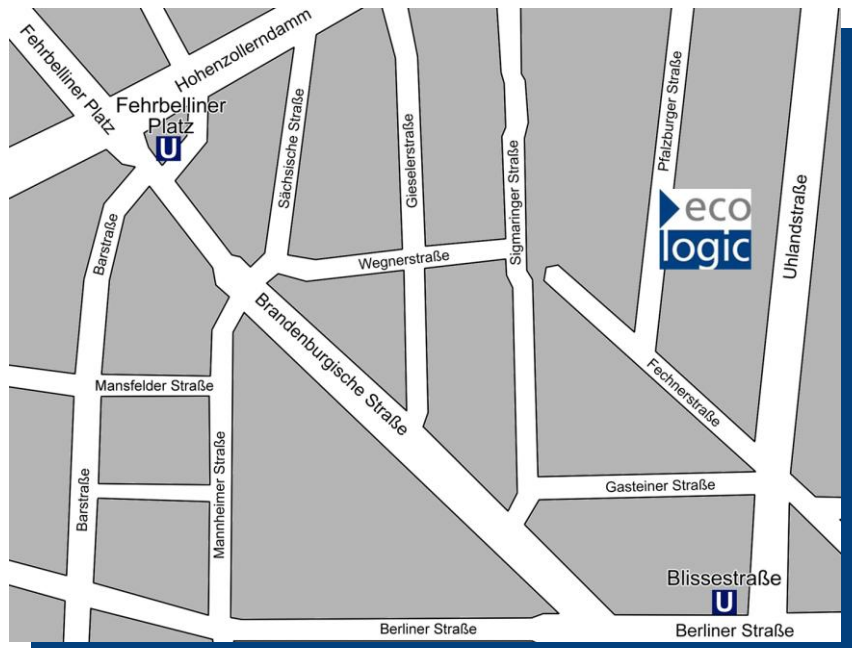 Fehrbelliner Platz
Hohenzollerndamm
Fehrbelliner
Platz
U
Sächsische Straße
Gieselerstraße
Sigmaringer Straße
Pfalzburger Straße
eco
logic
Uhlandstraße
Barstraße
Wegnerstraße
Brandenburgische Straße
Mansfelder Straße
Fechnerstraße
Barstraße
Mannheimer Straße
Gasteiner Straße
Blissestraße
U
Berliner Straße
Berliner Straße